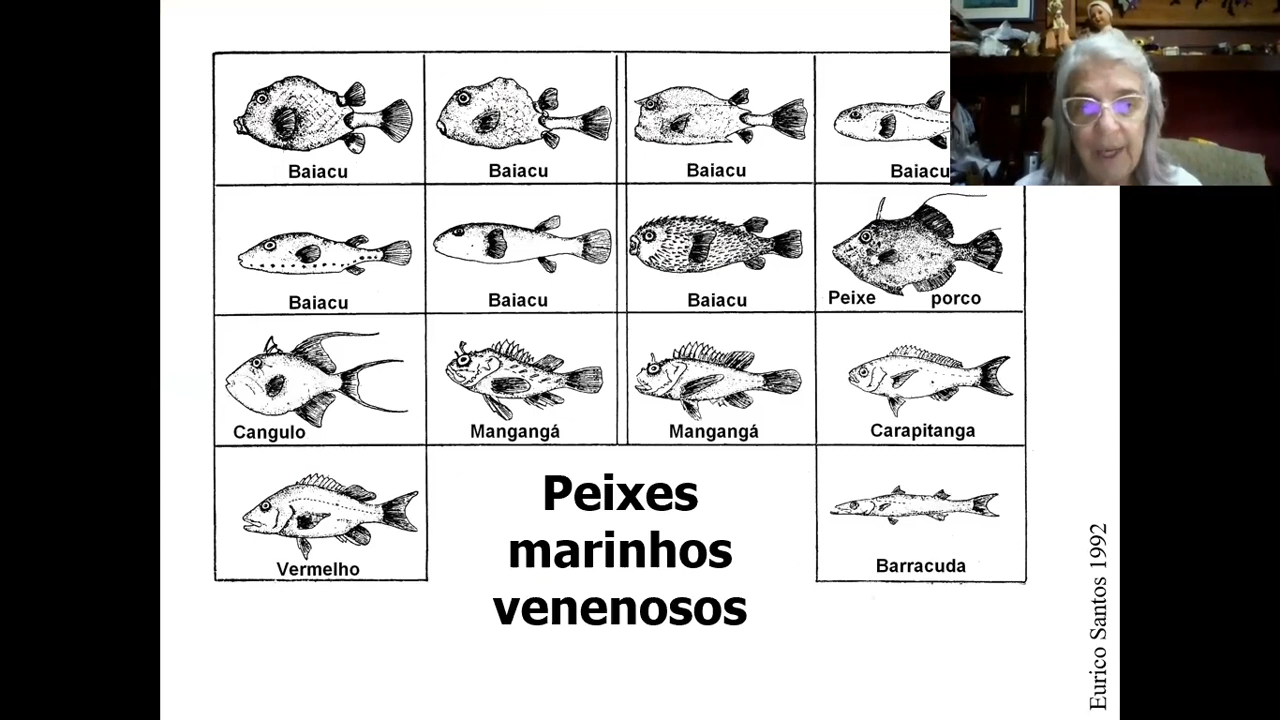 Baiacu
Baiacu
Baiacu
Baiacu
Baiacu
Baiacu
Baiacu
Peixe porco
Cangulo
Mangangá
Mangangá
Carapitanga
Vermelho
Peixes
marinhos
venenosos
Barracuda
Eurico Santos 1992